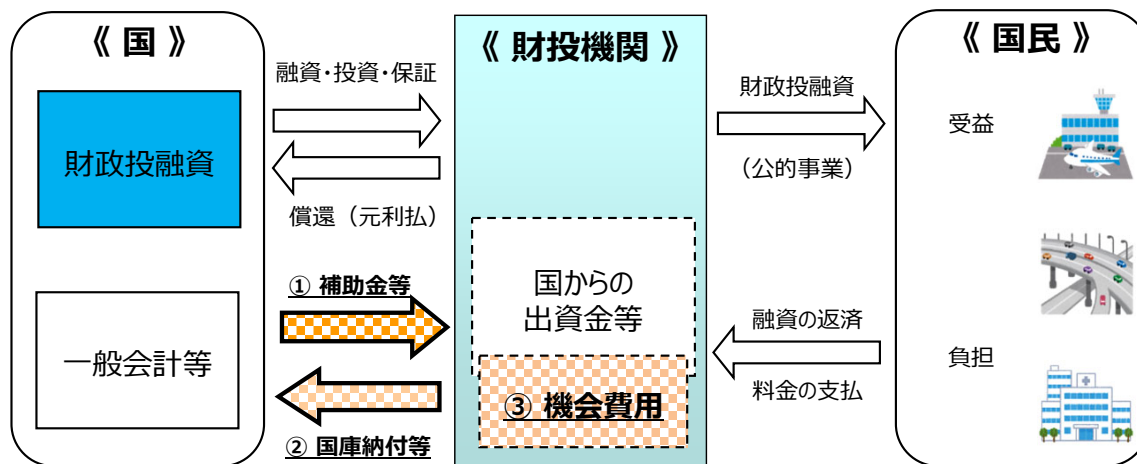 《 国 》
財政投融資
一般会計等
融資・投資・保証
償還（元利払）
① 補助金等
② 国庫納付等
《 財投機関 》
国からの
出資金等
③ 機会費用
財政投融資
（公的事業）
融資の返済
料金の支払
《 国民 》
受益
負担